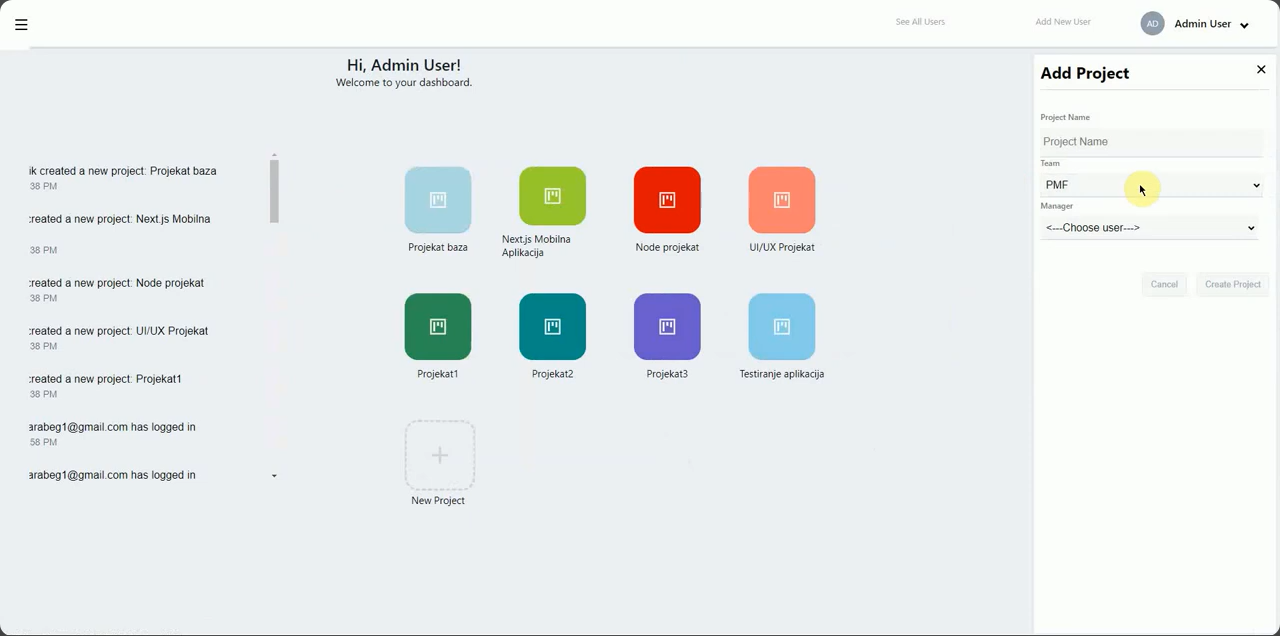 See All Users
Add New User
AD
Admin User
Hi, Admin User!
Welcome to your dashboard.
ik created a new project: Projekat baza
38 PM
created a new project: Next.js Mobilna
38 PM
created a new project: Node projekat
38 PM
created a new project: UI/UX Projekat
38 PM
created a new project: Projekat1
38 PM
arabeg1@gmail.com has logged in
58 PM
arabeg1@gmail.com has logged in
Projekat baza
Next.js Mobilna
Aplikacija
Node projekat
UI/UX Projekat
Projekat1
Projekat2
Projekat3
Testiranje aplikacija
New Project
Add Project
Project Name
Project Name
Team
PMF
Manager
<---Choose user--->
Cancel
Create Project